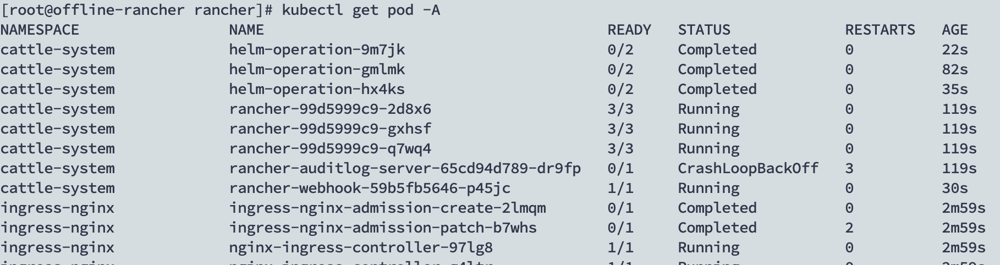 [root@offline-rancher rancher]# kubectl get pod -A
NAMESPACE NAME READY STATUS RESTARTS AGE
cattle-system helm-operation-9m7jk 0/2 Completed 0 22s
cattle-system helm-operation-gmlmk 0/2 Completed 0 82s
cattle-system helm-operation-hx4ks 0/2 Completed 0 35s
cattle-system rancher-99d5999c9-2d8x6 3/3 Running 0 119s
cattle-system rancher-99d5999c9-gxhsf 3/3 Running 0 119s
cattle-system rancher-99d5999c9-q7wq4 3/3 Running 0 119s
cattle-system rancher-auditlog-server-65cd94d789-dr9fp 0/1 CrashLoopBackOff 3 119s
cattle-system rancher-webhook-59b5fb5646-p45jc 1/1 Running 0 30s
ingress-nginx ingress-nginx-admission-create-2lmqm 0/1 Completed 0 2m59s
ingress-nginx ingress-nginx-admission-patch-b7whs 0/1 Completed 2 2m59s
ingress-nginx nginx-ingress-controller-97lg8 1/1 Running 0 2m59s